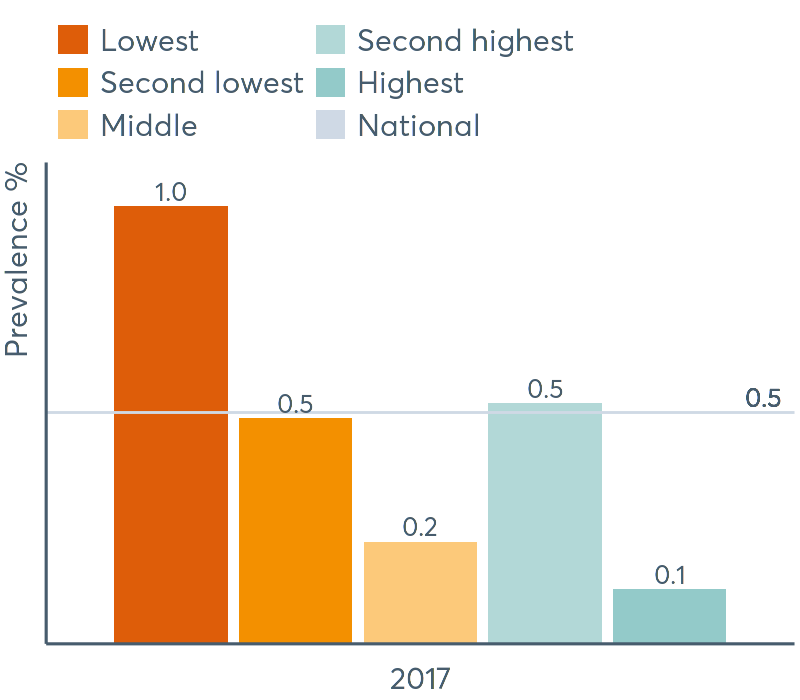 Lowest
Second lowest
Middle
Second highest
Highest
National
Prevalence %
1.0
0.5
0.2
0.5
0.1
0.5
2017